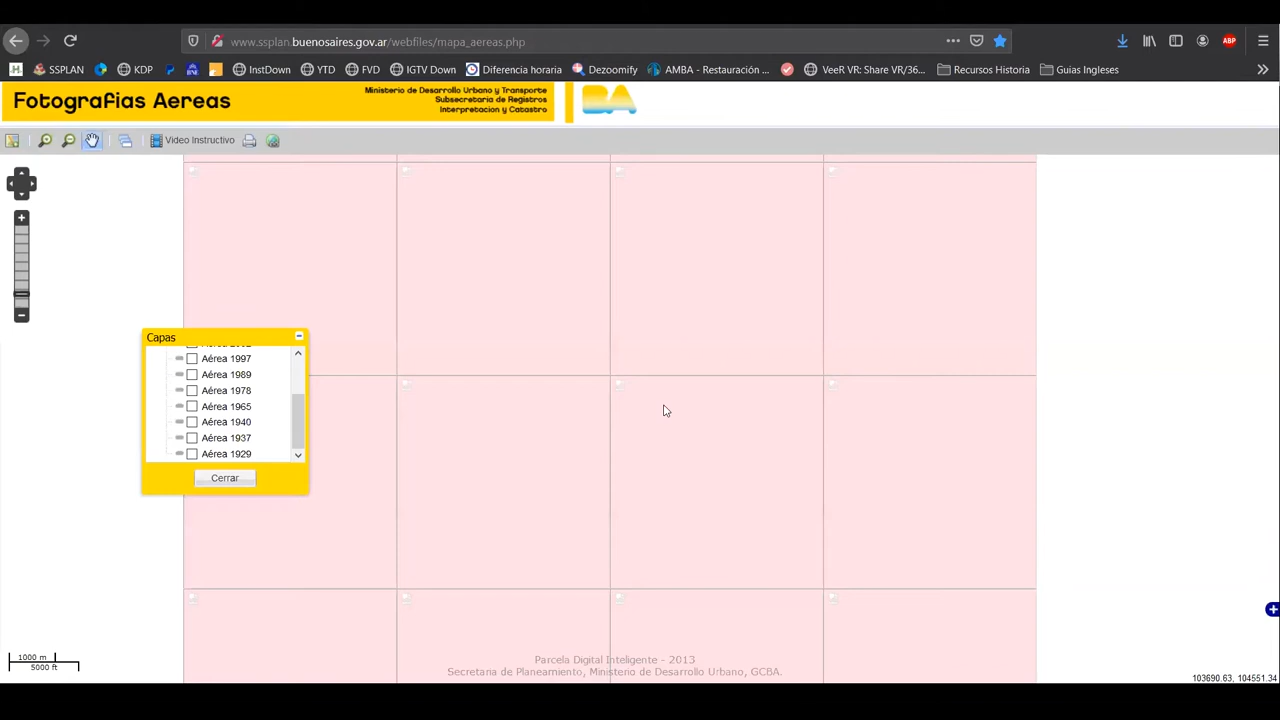 www.ssplan.buenosaires.gov.ar/webfiles/mapa_aereas.php
ABP
H SSPLAN KDP InstDown YTD FVD IGTV Down Diferencia horaria Dezoomify AMBA - Restauración ... VeeR VR: Share VR/36... Recursos Historia Guias Ingleses
Fotografias Aereas
Ministerio de Desarrollo Urbano y Transporte
Subsecretaria de Registros
Interpretacion y Catastro
BA
Video Instructivo
Capas
Aérea 1997
Aérea 1989
Aérea 1978
Aérea 1965
Aérea 1940
Aérea 1937
Aérea 1929
Cerrar
1000 m
5000 ft
Parcela Digital Inteligente - 2013
Secretaria de Planeamiento, Ministerio de Desarrollo Urbano, GCBA.
103690.63, 104551.34